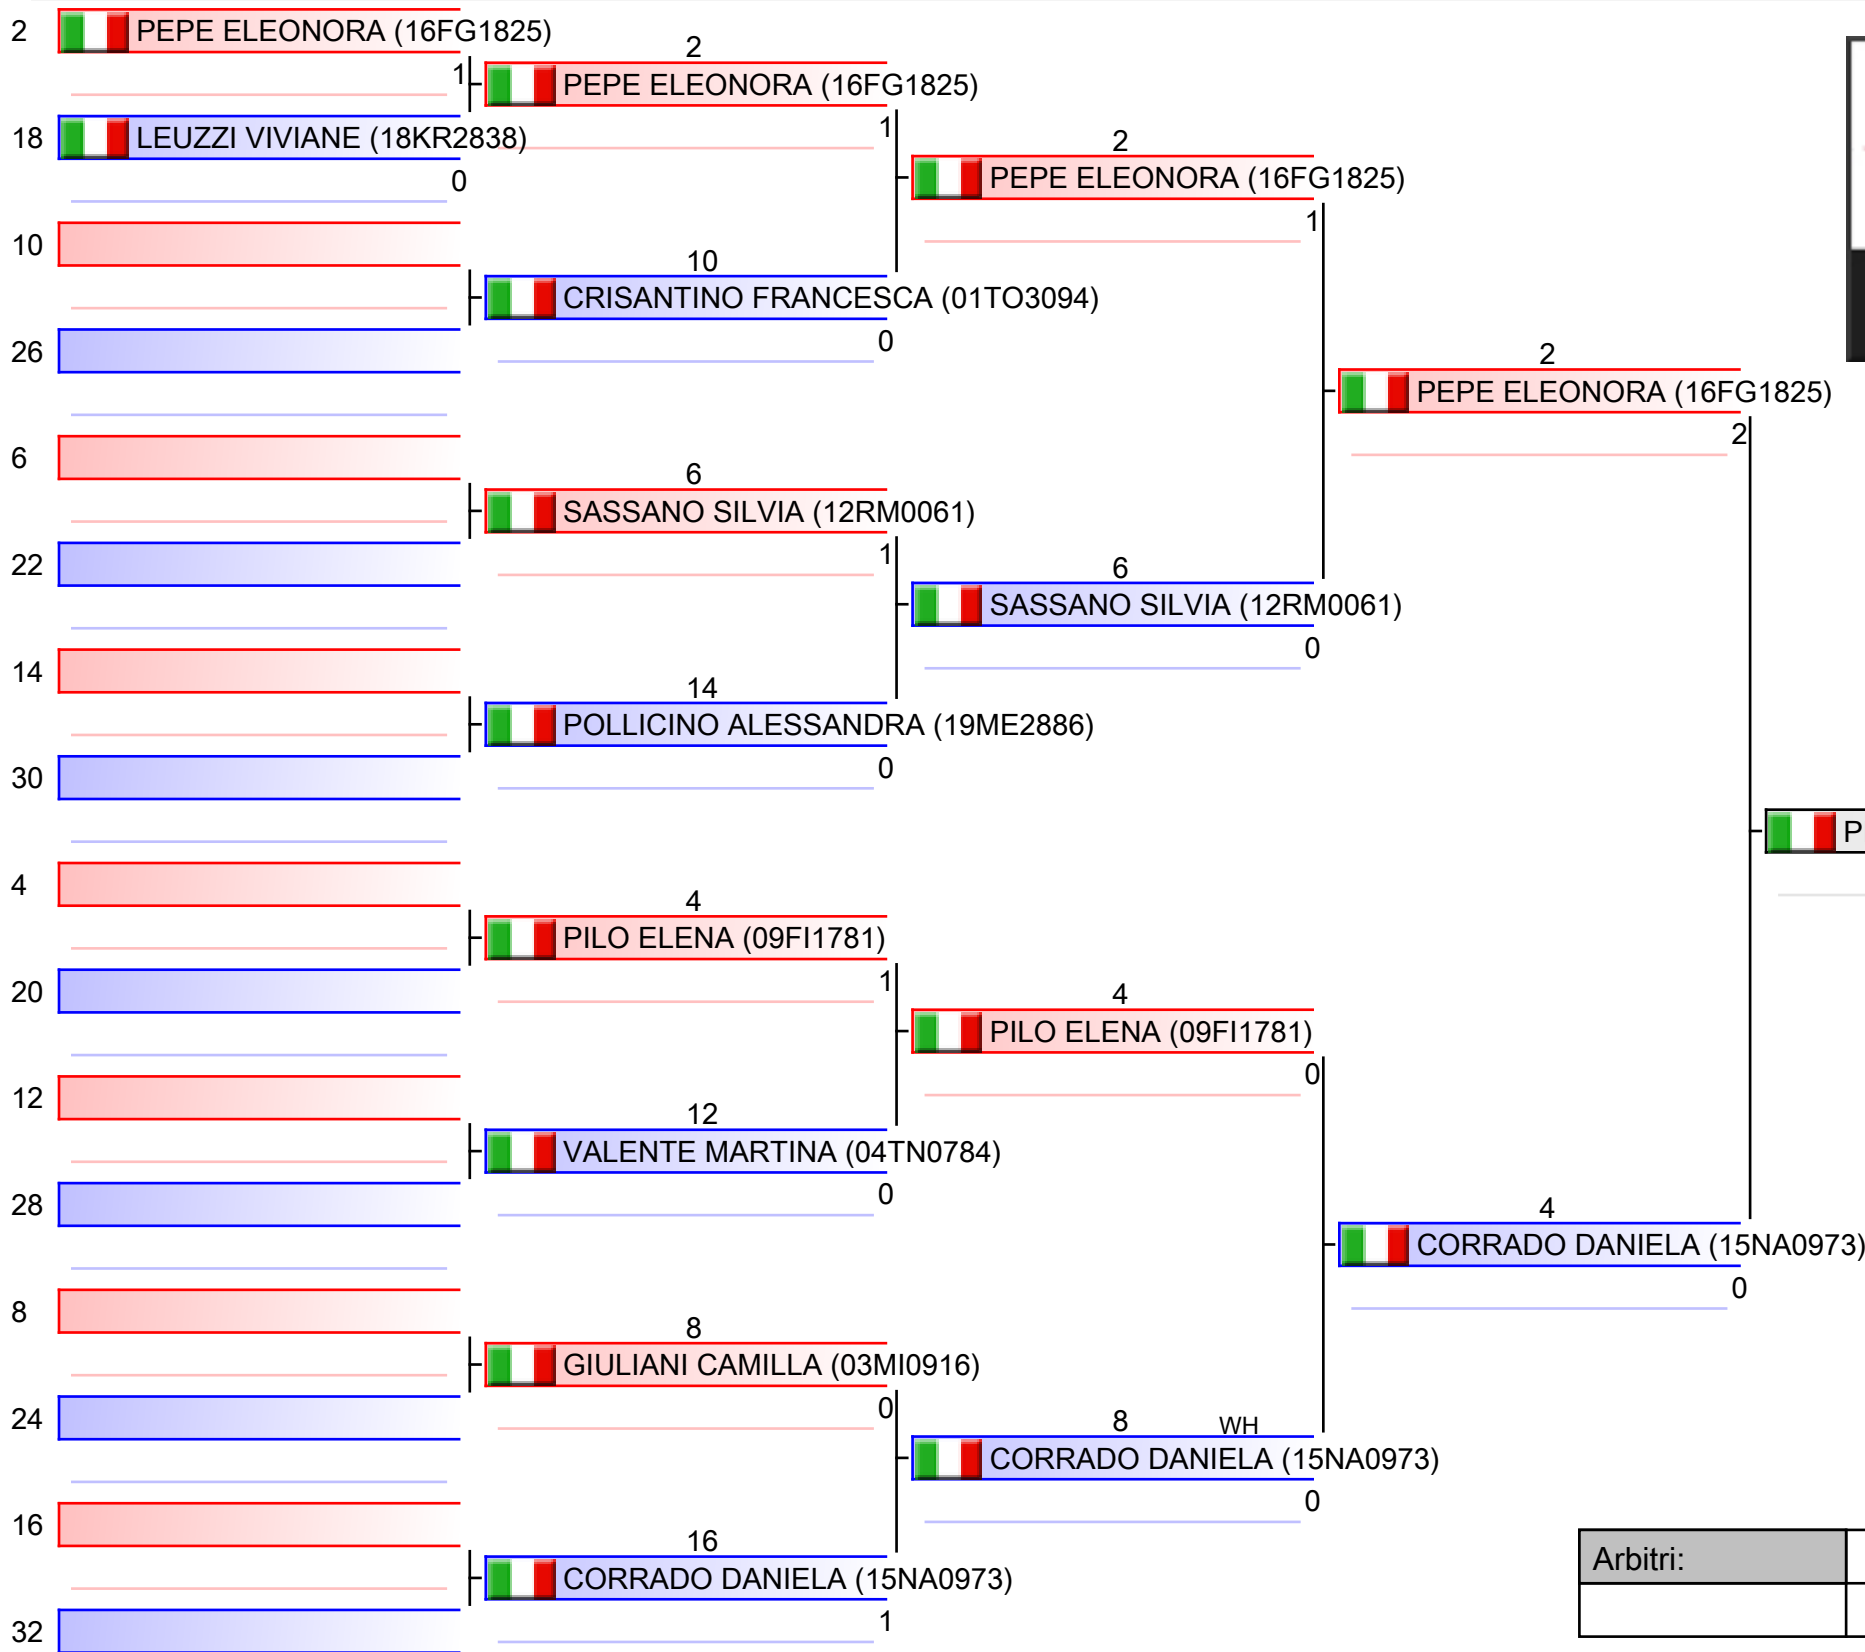 2 PEPE ELEONORA (16FG1825)
2
1 PEPE ELEONORA (16FG1825)
18 LEUZZI VIVIANE (18KR2838)
1
2
0
PEPE ELEONORA (16FG1825)
1
10
10
CRISANTINO FRANCESCA (01TO3094)
0
26
2
PEPE ELEONORA (16FG1825)
2
6
6
SASSANO SILVIA (12RM0061)
1
22
6
SASSANO SILVIA (12RM0061)
0
14
14
POLLICINO ALESSANDRA (19ME2886)
0
30
P
4
4
PILO ELENA (09FI1781)
1
20
4
PILO ELENA (09FI1781)
0
12
12
VALENTE MARTINA (04TN0784)
0
28
4
CORRADO DANIELA (15NA0973)
0
8
8
GIULIANI CAMILLA (03MI0916)
0
24
8 WH
CORRADO DANIELA (15NA0973)
0
16
16
CORRADO DANIELA (15NA0973)
1
32
Arbitri: